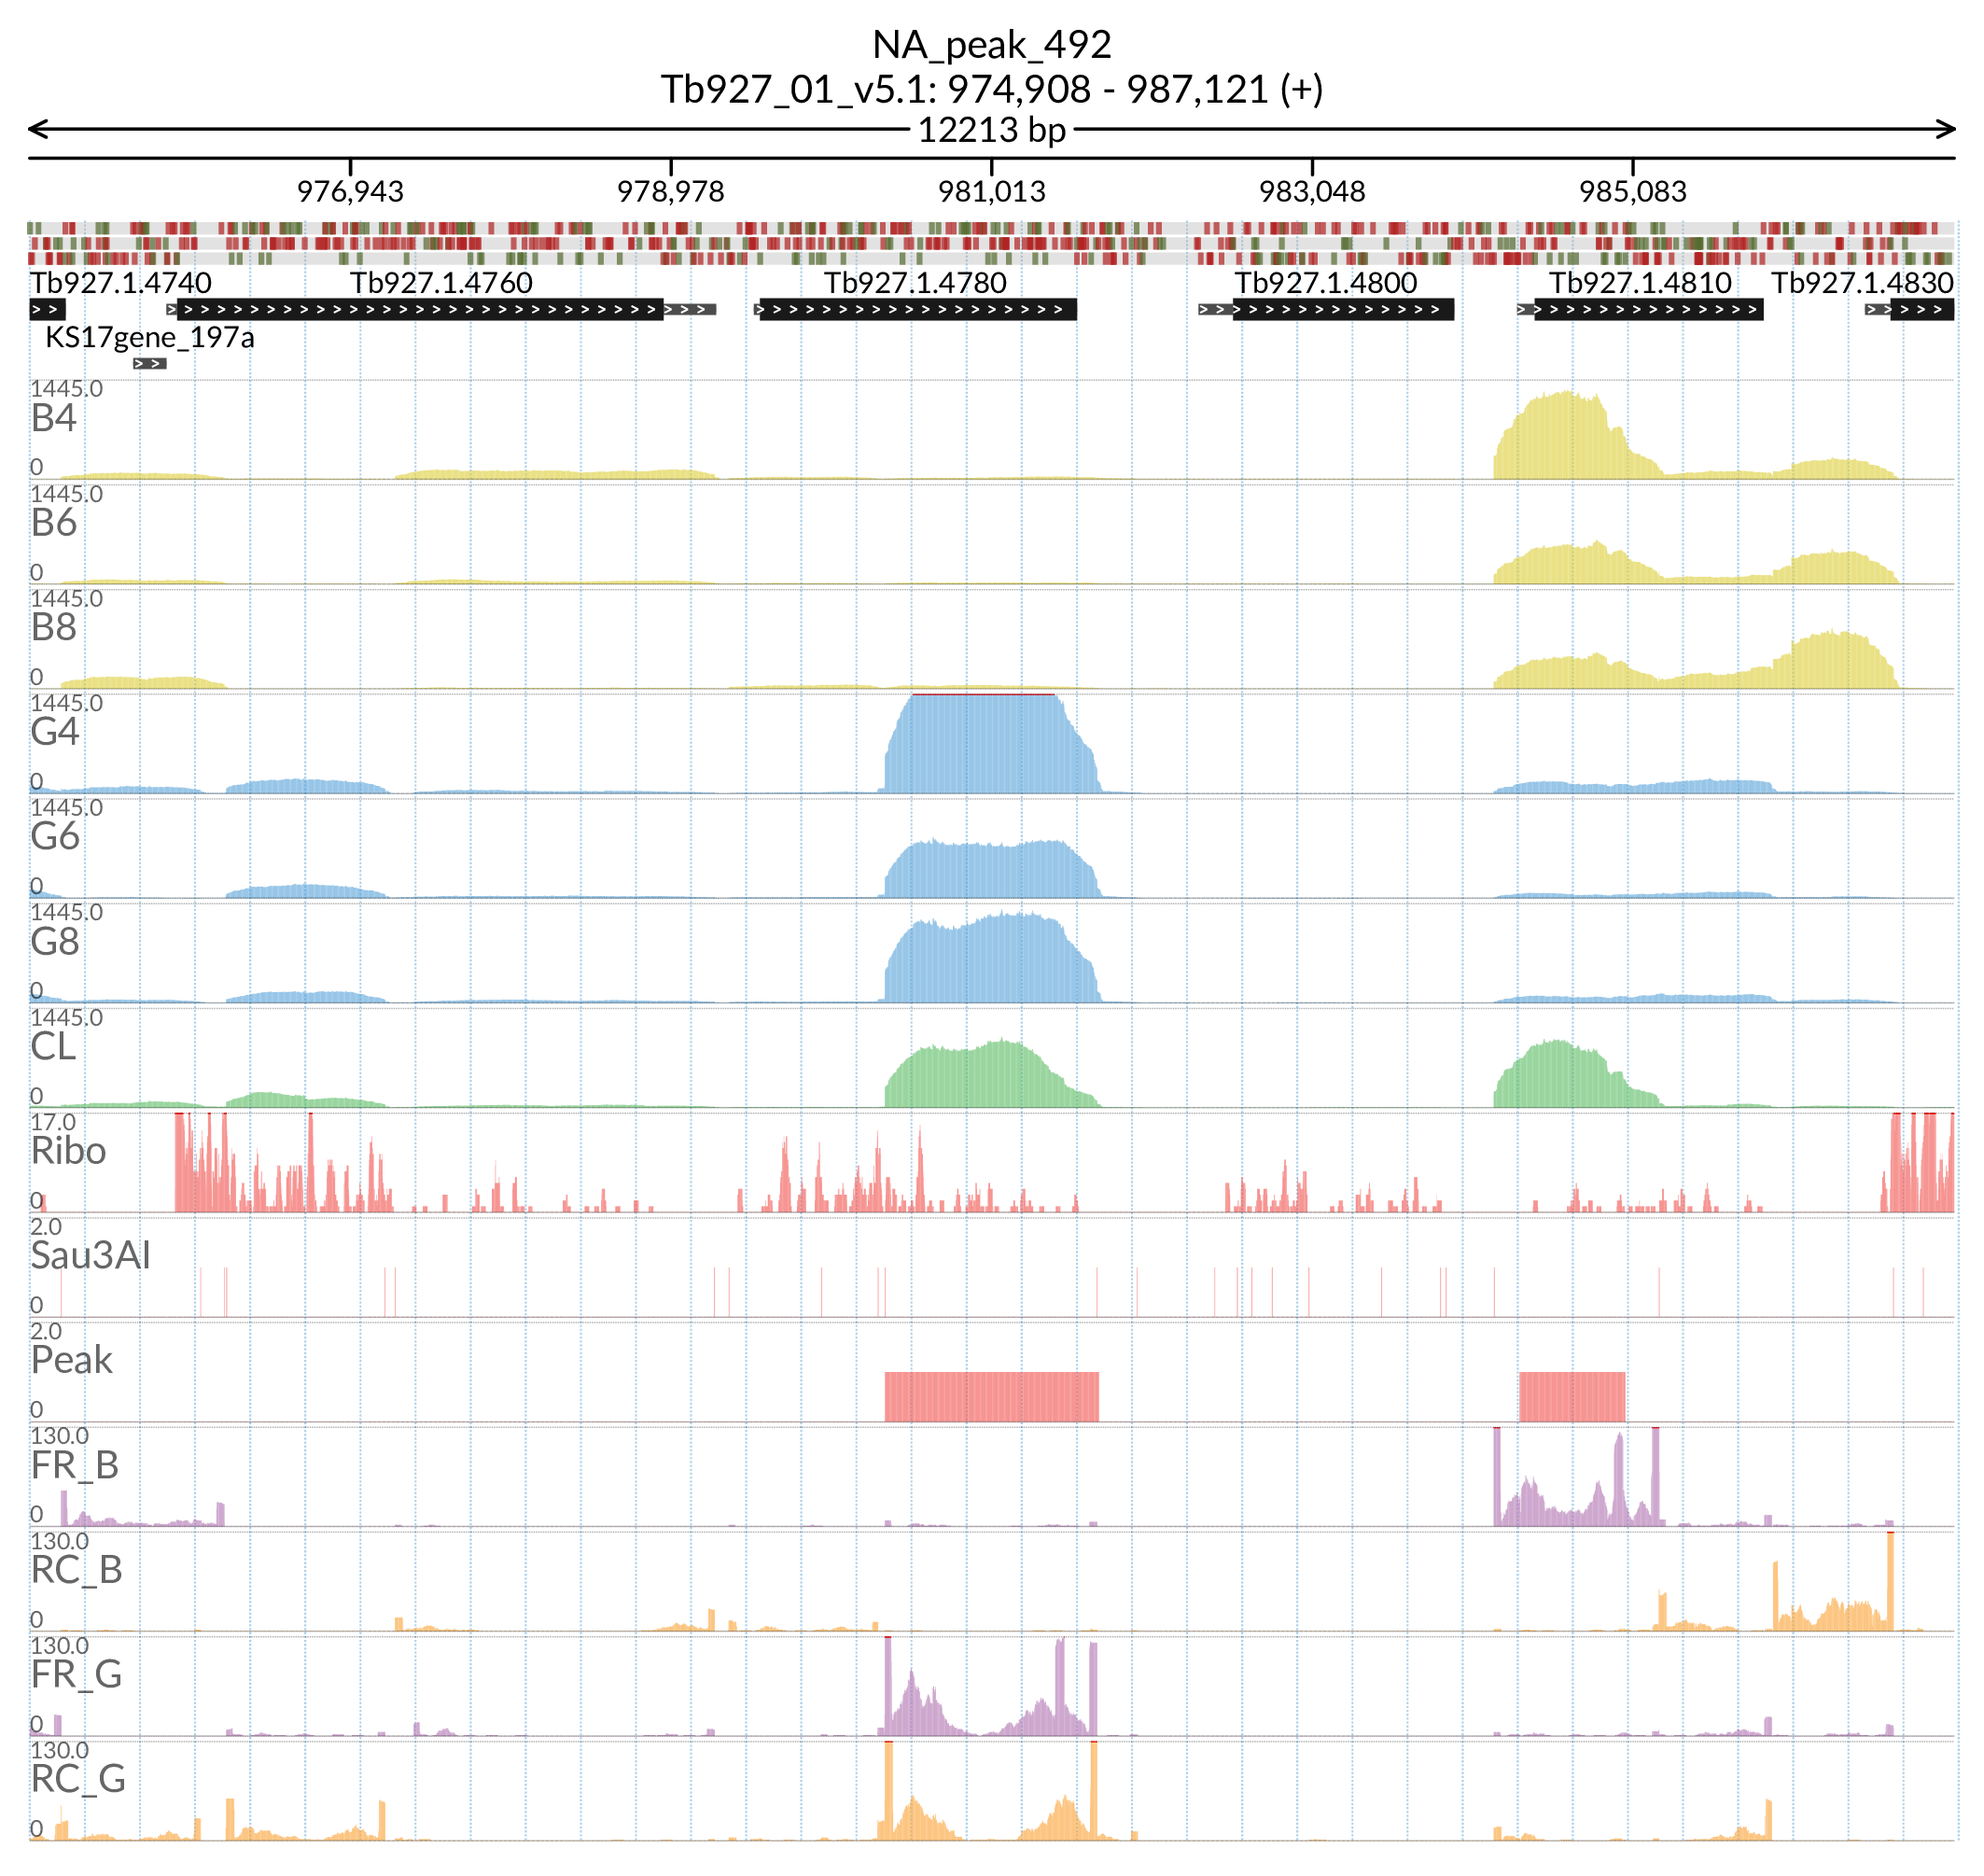 NA_peak_492
Tb927_01_v5.1: 974,908 - 987,121 (+)
12213 bp
976,943 978,978 981,013 983,048 985,083
Tb927.1.4740 Tb927.1.4760 Tb927.1.4780 Tb927.1.4800 Tb927.1.4810 Tb927.1.4830
KS17gene_197a
1445.0
B4
0
1445.0
B6
0
1445.0
B8
0
1445.0
G4
0
1445.0
G6
0
1445.0
G8
0
1445.0
CL
0
17.0
Ribo
0
2.0
Sau3AI
0
2.0
Peak
0
130.0
FR_B
0
130.0
RC_B
0
130.0
FR_G
0
130.0
RC_G
0